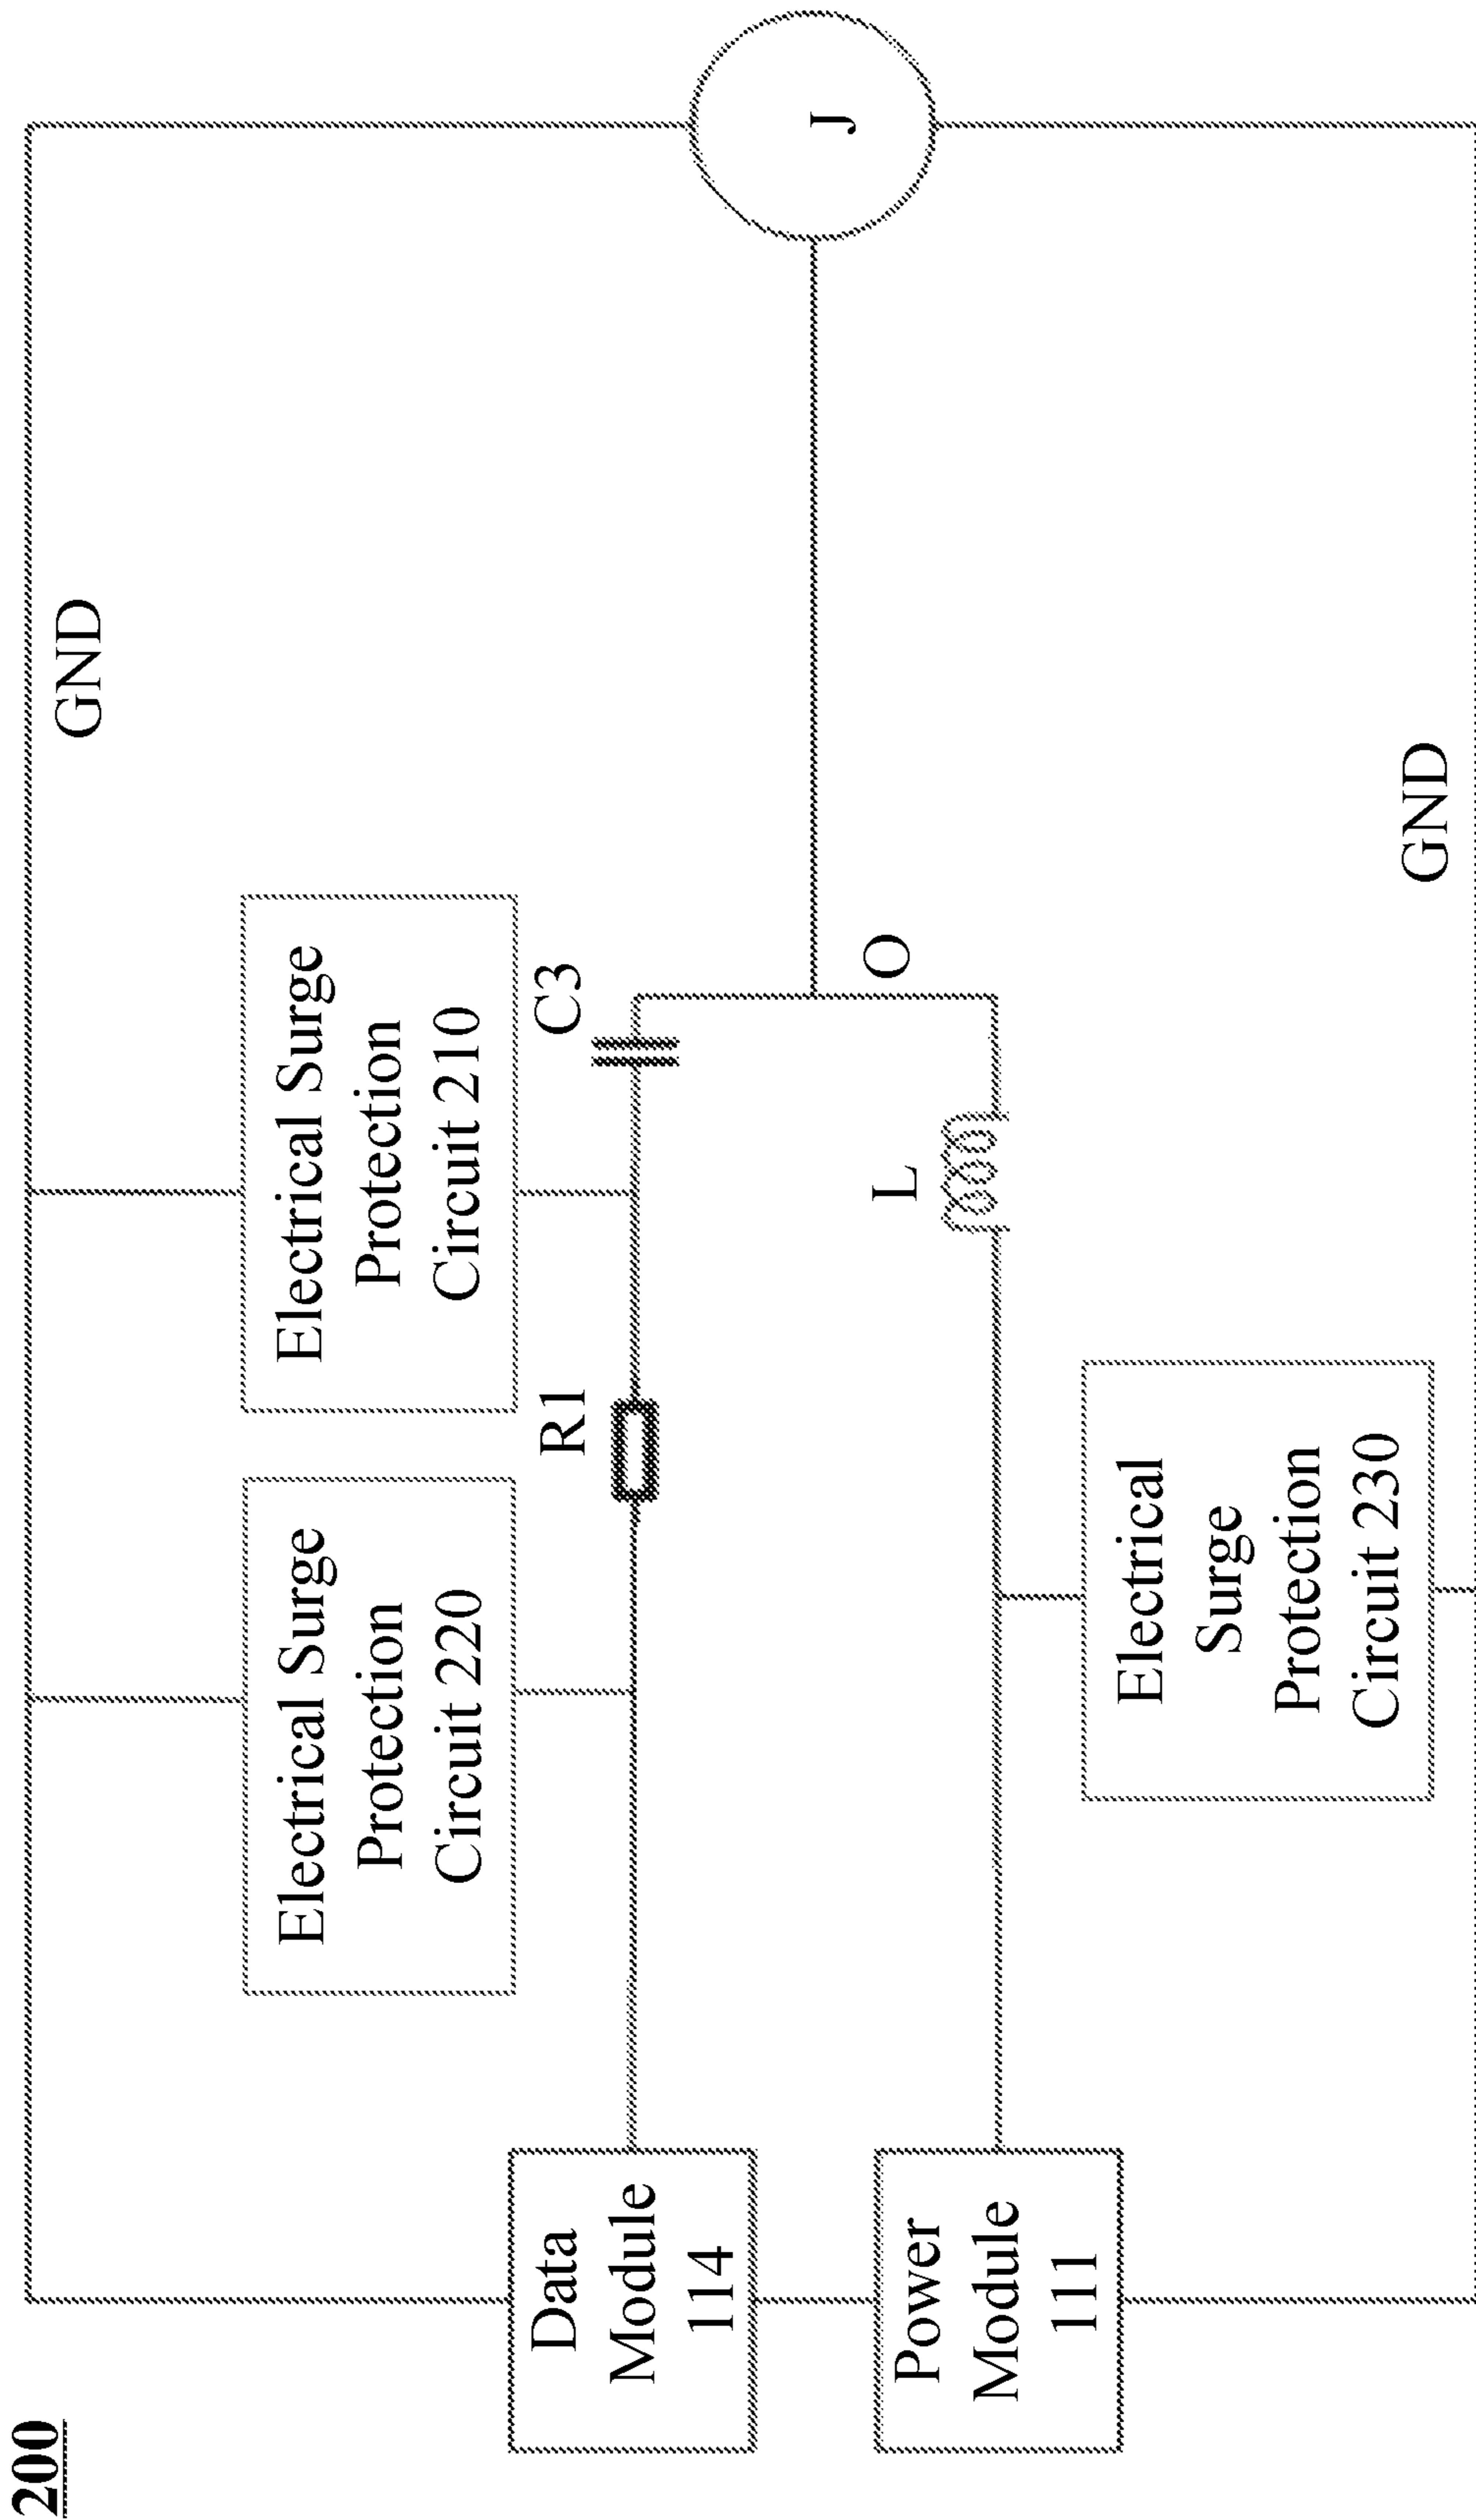 200
GND
Electrical Surge
Protection
Circuit 220
Electrical Surge
Protection
Circuit 210
R1
C3
Data
Module
114
J
O
L
Power
Module
111
Electrical
Surge
Protection
Circuit 230
GND